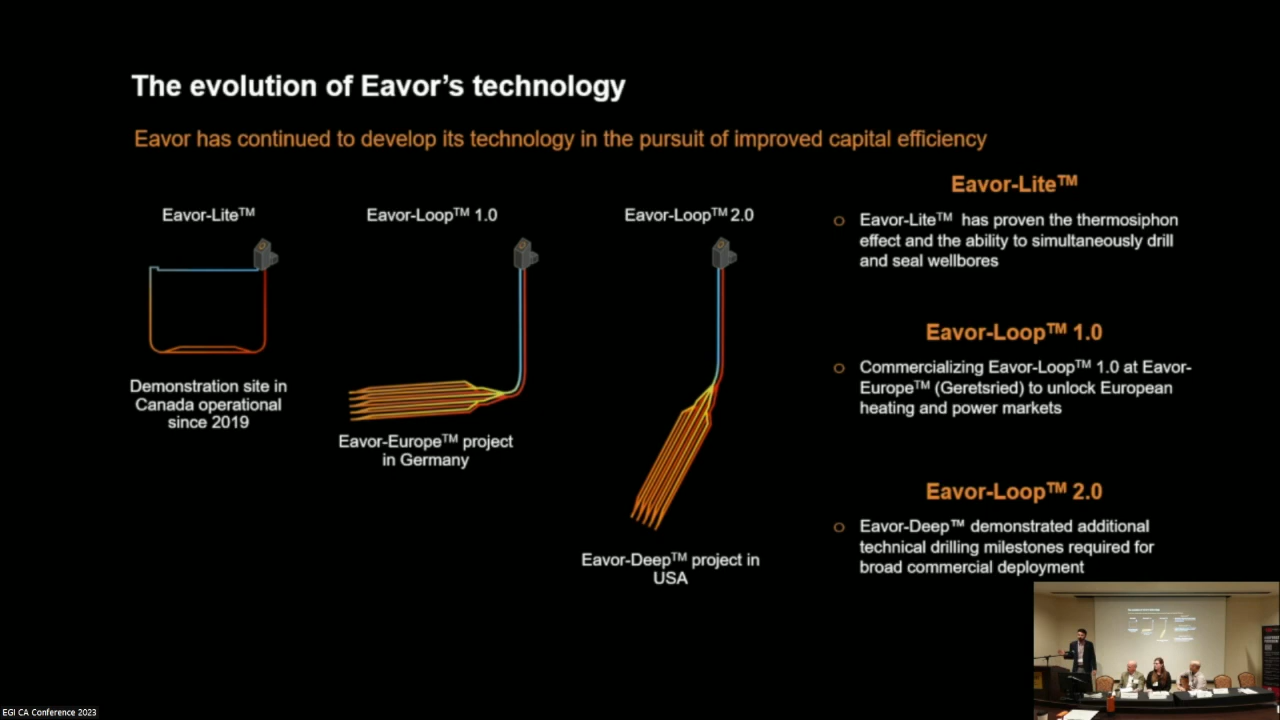 The evolution of Eavor's technology
Eavor has continued to develop its technology in the pursuit of improved capital efficiency
Eavor-Lite™
Demonstration site in
Canada operational
since 2019
Eavor-Loop™ 1.0
Eavor-Europe™ project
in Germany
Eavor-Loop™ 2.0
Eavor-Deep™ project in
USA
Eavor-Lite™
Eavor-Lite™ has proven the thermosiphon
effect and the ability to simultaneously drill
and seal wellbores
Eavor-Loop™ 1.0
Commercializing Eavor-Loop™ 1.0 at Eavor-
Europe™ (Geretsried) to unlock European
heating and power markets
Eavor-Loop™ 2.0
Eavor-Deep™ demonstrated additional
technical drilling milestones required for
broad commercial deployment
EGI CA Conference 2023